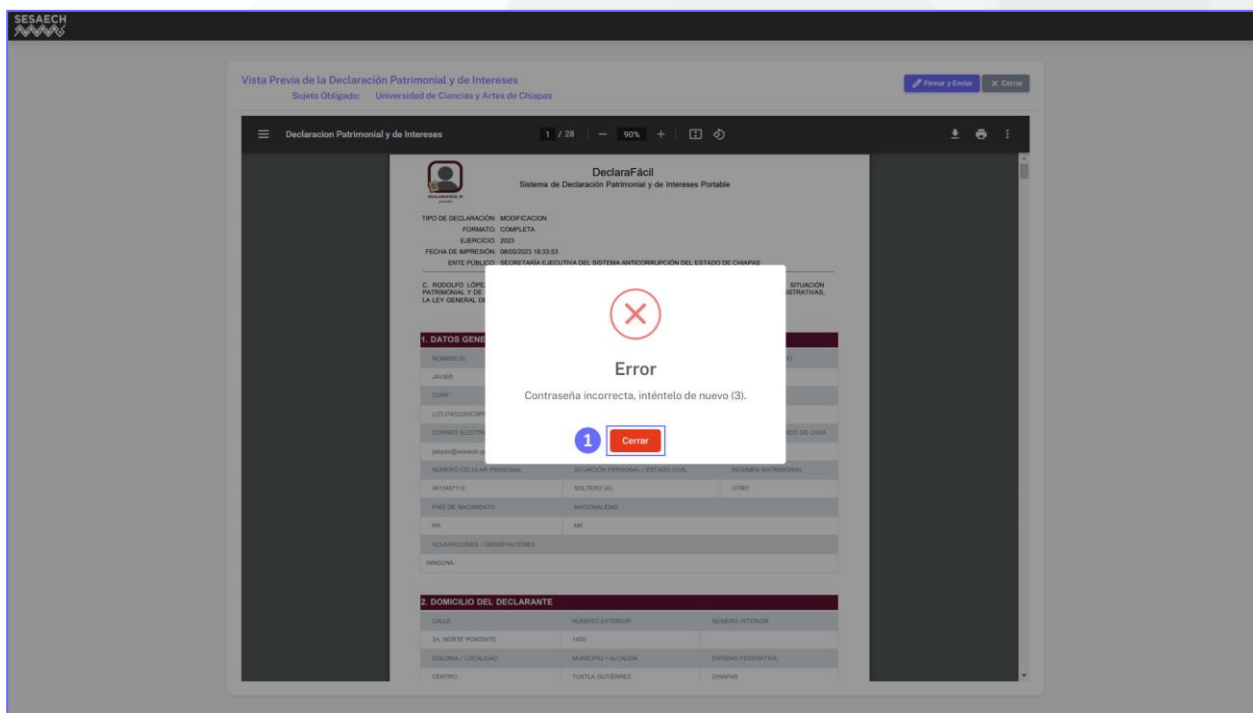 SESAECH
Vista Previa de la Declaración Patrimonial y de Intereses
Firmar y Enviar
Cerrar
Sujeto Obligado: Universidad de Ciencias y Artes de Chiapas
Declaracion Patrimonial y de Intereses
1 / 28
90%
DeclaraFácil
Sistema de Declaración Patrimonial y de Intereses Portable
TIPO DE DECLARACIÓN: MODIFICACION
FORMATO: COMPLETA
EJERCICIO: 2023
FECHA DE IMPRESIÓN: 08/05/2023 18:33:53
ENTE PÚBLICO: SECRETARÍA EJECUTIVA DEL SISTEMA ANTICORRUPCIÓN DEL ESTADO DE CHIAPAS
C. RODOLFO SITUACIÓN
PATRIMONIAL Y DE
LA LEY GENERAL
1. DATOS
NOMBRE(S)
JAVIER
CURP
Error
Contraseña incorrecta, inténtelo de nuevo (3).
1 Cerrar
DE CASA
NÚMERO CELULAR PERSONAL SITUACIÓN PERSONAL / ESTADO CIVIL RÉGIMEN MATRIMONIAL
SOLTERO (A) OTRO
PAÍS DE NACIMIENTO NACIONALIDAD
MX MX
ACLARACIONES / OBSERVACIONES
NINGUNA
2. DOMICILIO DEL DECLARANTE
CALLE NÚMERO EXTERIOR NÚMERO INTERIOR
3A. NORTE PONIENTE 1432
COLONIA / LOCALIDAD MUNICIPIO / ALCALDÍA ENTIDAD FEDERATIVA
CENTRO TUXTLA GUTIÉRREZ CHIAPAS